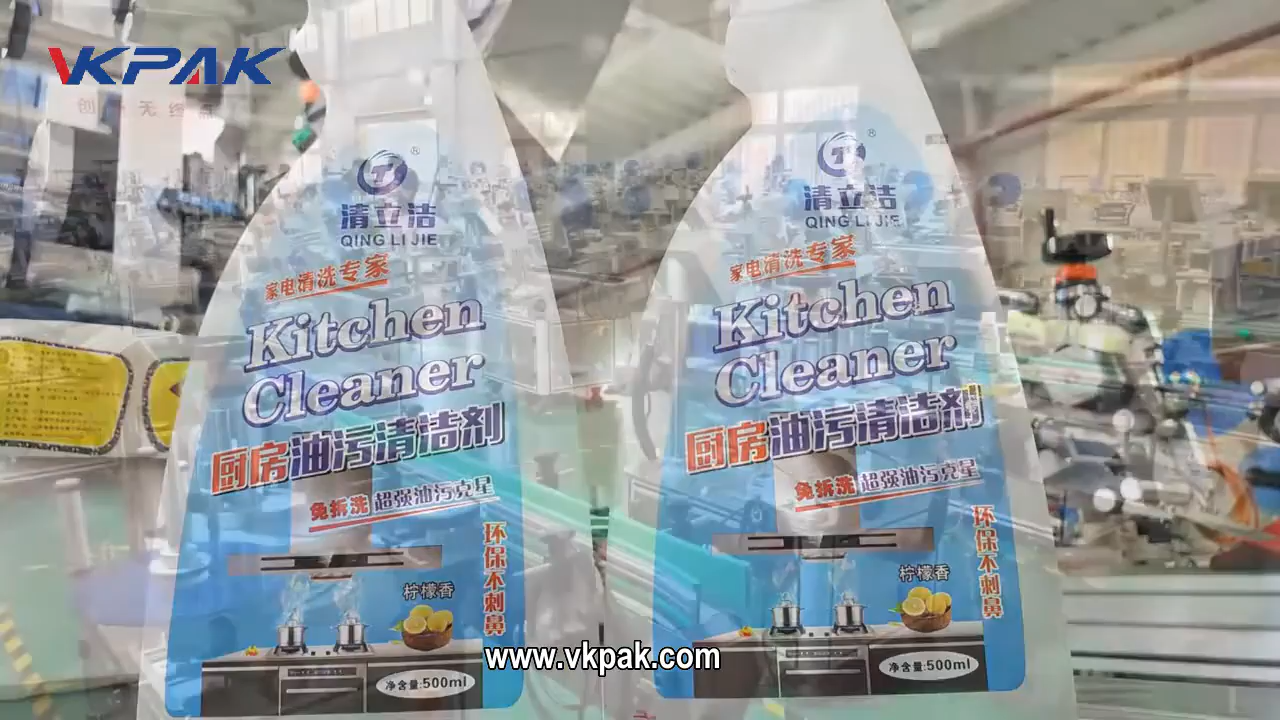 VKPAK
创 无终点
清立洁
QING LI JIE
家电清洗专家
Kitchen
Cleaner
厨房油污清洁剂
免拆洗 超强油污克星
环保不刺鼻
柠檬香
净含量:500ml
清立洁
QING LI JIE
家电清洗专家
Kitchen
Cleaner
厨房油污清洁剂
免拆洗 超强油污克星
环保不刺鼻
柠檬香
净含量:500ml
www.vkpak.com